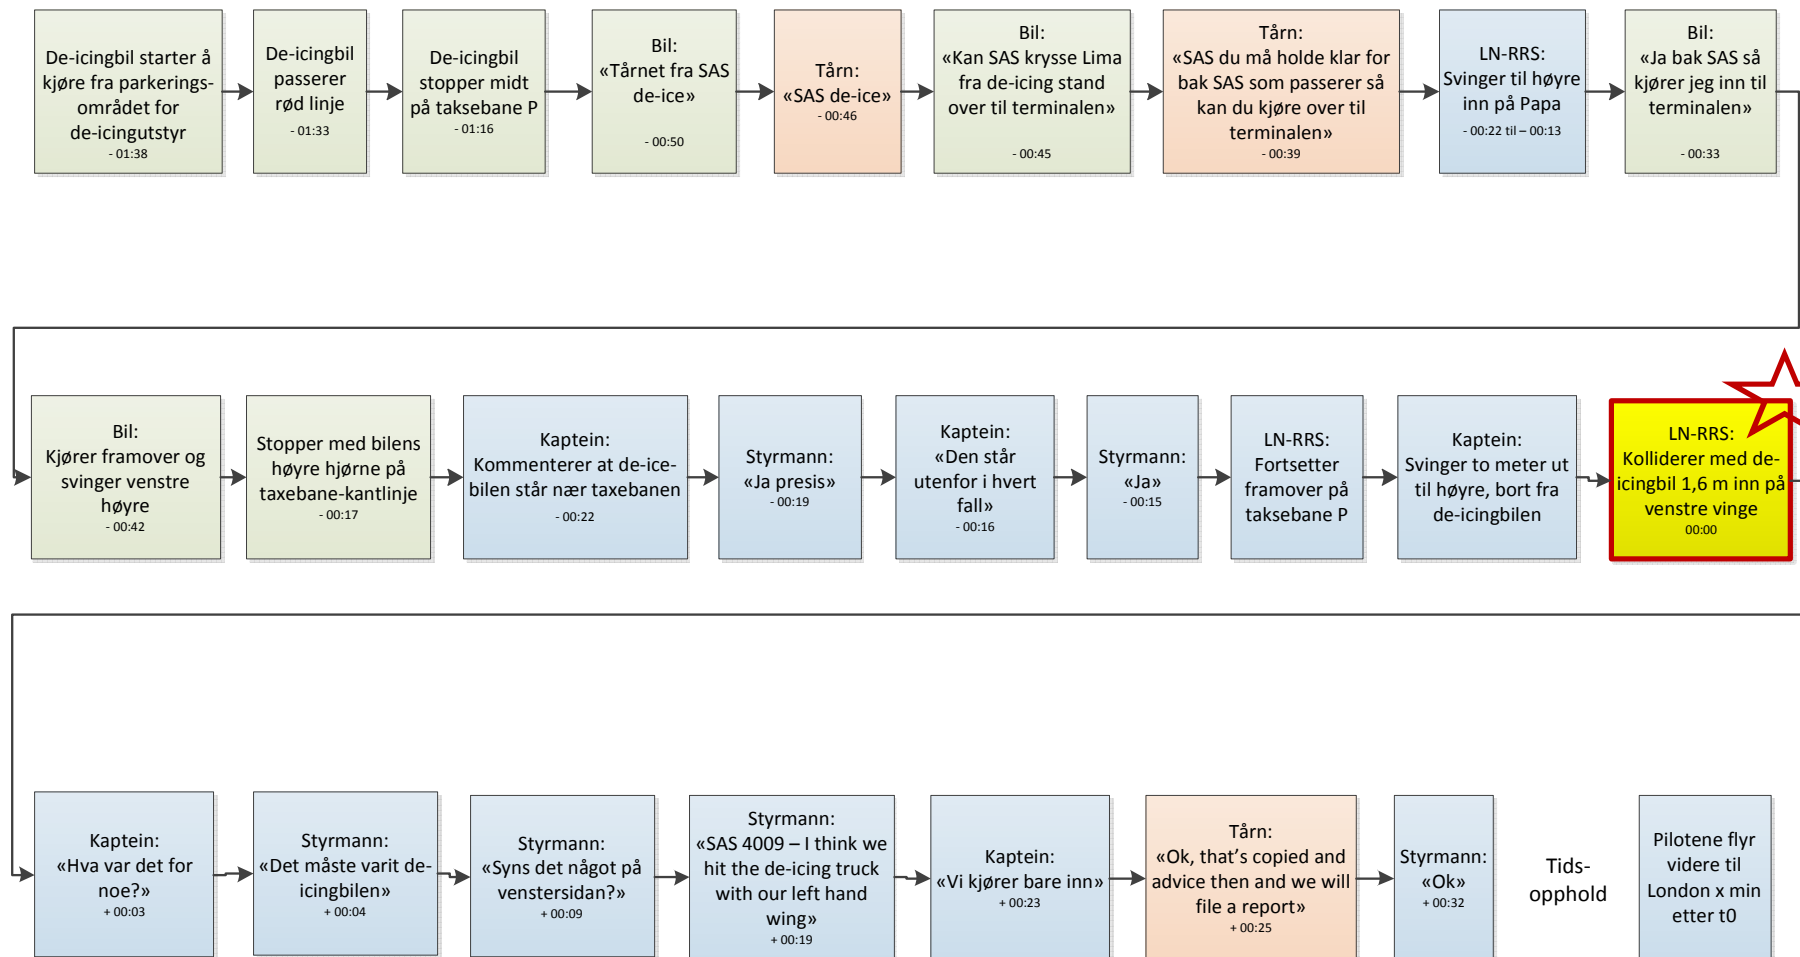 De-icingbil starter å
kjøre fra parkerings-
området for
de-icingutstyr
- 01:38
De-icingbil
passerer
rød linje
- 01:33
De-icingbil
stopper midt
på taksebane P
- 01:16
Bil:
«Tårnet fra SAS
de-ice»
- 00:50
Tårn:
«SAS de-ice»
- 00:46
Bil:
«Kan SAS krysse Lima
fra de-icing stand
over til terminalen»
- 00:45
Tårn:
«SAS du må holde klar for
bak SAS som passerer så
kan du kjøre over til
terminalen»
- 00:39
LN-RRS:
Svinger til høyre
inn på Papa
- 00:22 til – 00:13
Bil:
«Ja bak SAS så
kjører jeg inn til
terminalen»
- 00:33
Bil:
Kjører framover og
svinger venstre
høyre
- 00:42
Stopper med bilens
høyre hjørne på
taxebane-kantlinje
- 00:17
Kaptein:
Kommenterer at de-ice-
bilen står nær taxebanen
- 00:22
Styrmann:
«Ja presis»
- 00:19
Kaptein:
«Den står
utenfor i hvert
fall»
- 00:16
Styrmann:
«Ja»
- 00:15
LN-RRS:
Fortsetter
framover på
taksebane P
Kaptein:
Svinger to meter ut
til høyre, bort fra
de-icingbilen
LN-RRS:
Kolliderer med de-
icingbil 1,6 m inn på
venstre vinge
00:00
Kaptein:
«Hva var det for
noe?»
+ 00:03
Styrmann:
«Det måste varit de-
icingbilen»
+ 00:04
Styrmann:
«Syns det något på
venstersidan?»
+ 00:09
Styrmann:
«SAS 4009 – I think we
hit the de-icing truck
with our left hand
wing»
+ 00:19
Kaptein:
«Vi kjører bare inn»
+ 00:23
Tårn:
«Ok, that’s copied and
advice then and we will
file a report»
+ 00:25
Styrmann:
«Ok»
+ 00:32
Tids-
opphold
Pilotene flyr
videre til
London x min
etter t0